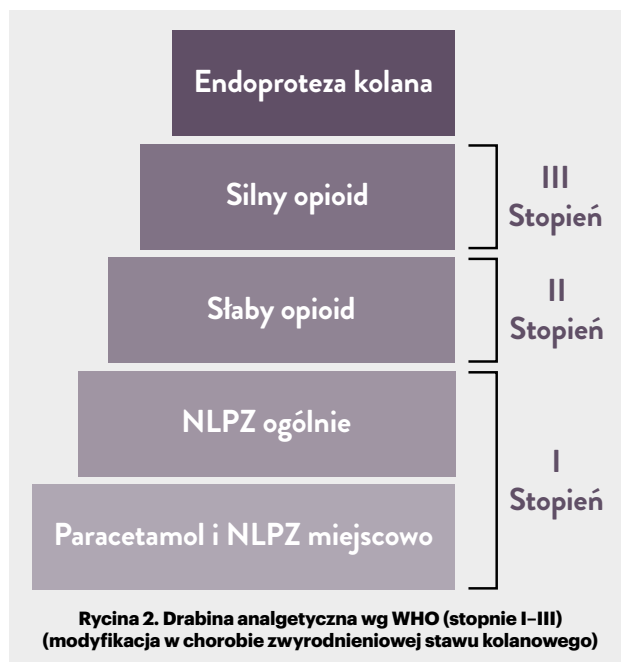 Endoproteza kolana
Silny opioid
III
Stopień
Słaby opioid
II
Stopień
NLPZ ogólnie
I
Stopień
Paracetamol i NLPZ miejscowo
Rycina 2. Drabina analgetyczna wg WHO (stopnie I–III)
(modyfikacja w chorobie zwyrodnieniowej stawu kolanowego)